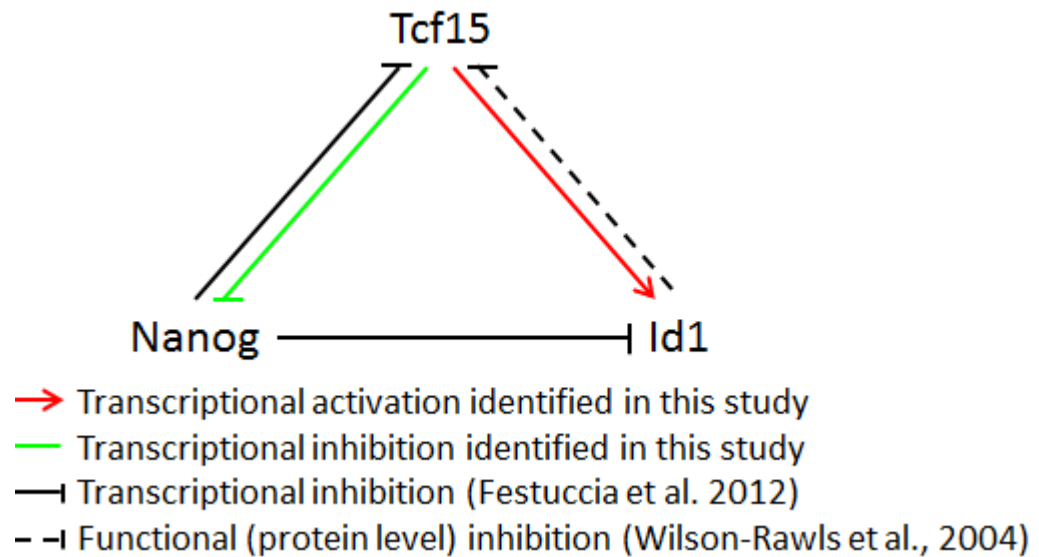 Tcf15
Nanog
Id1
Transcriptional activation identified in this study
Transcriptional inhibition identified in this study
Transcriptional inhibition (Festuccia et al. 2012)
Functional (protein level) inhibition (Wilson-Rawls et al., 2004)